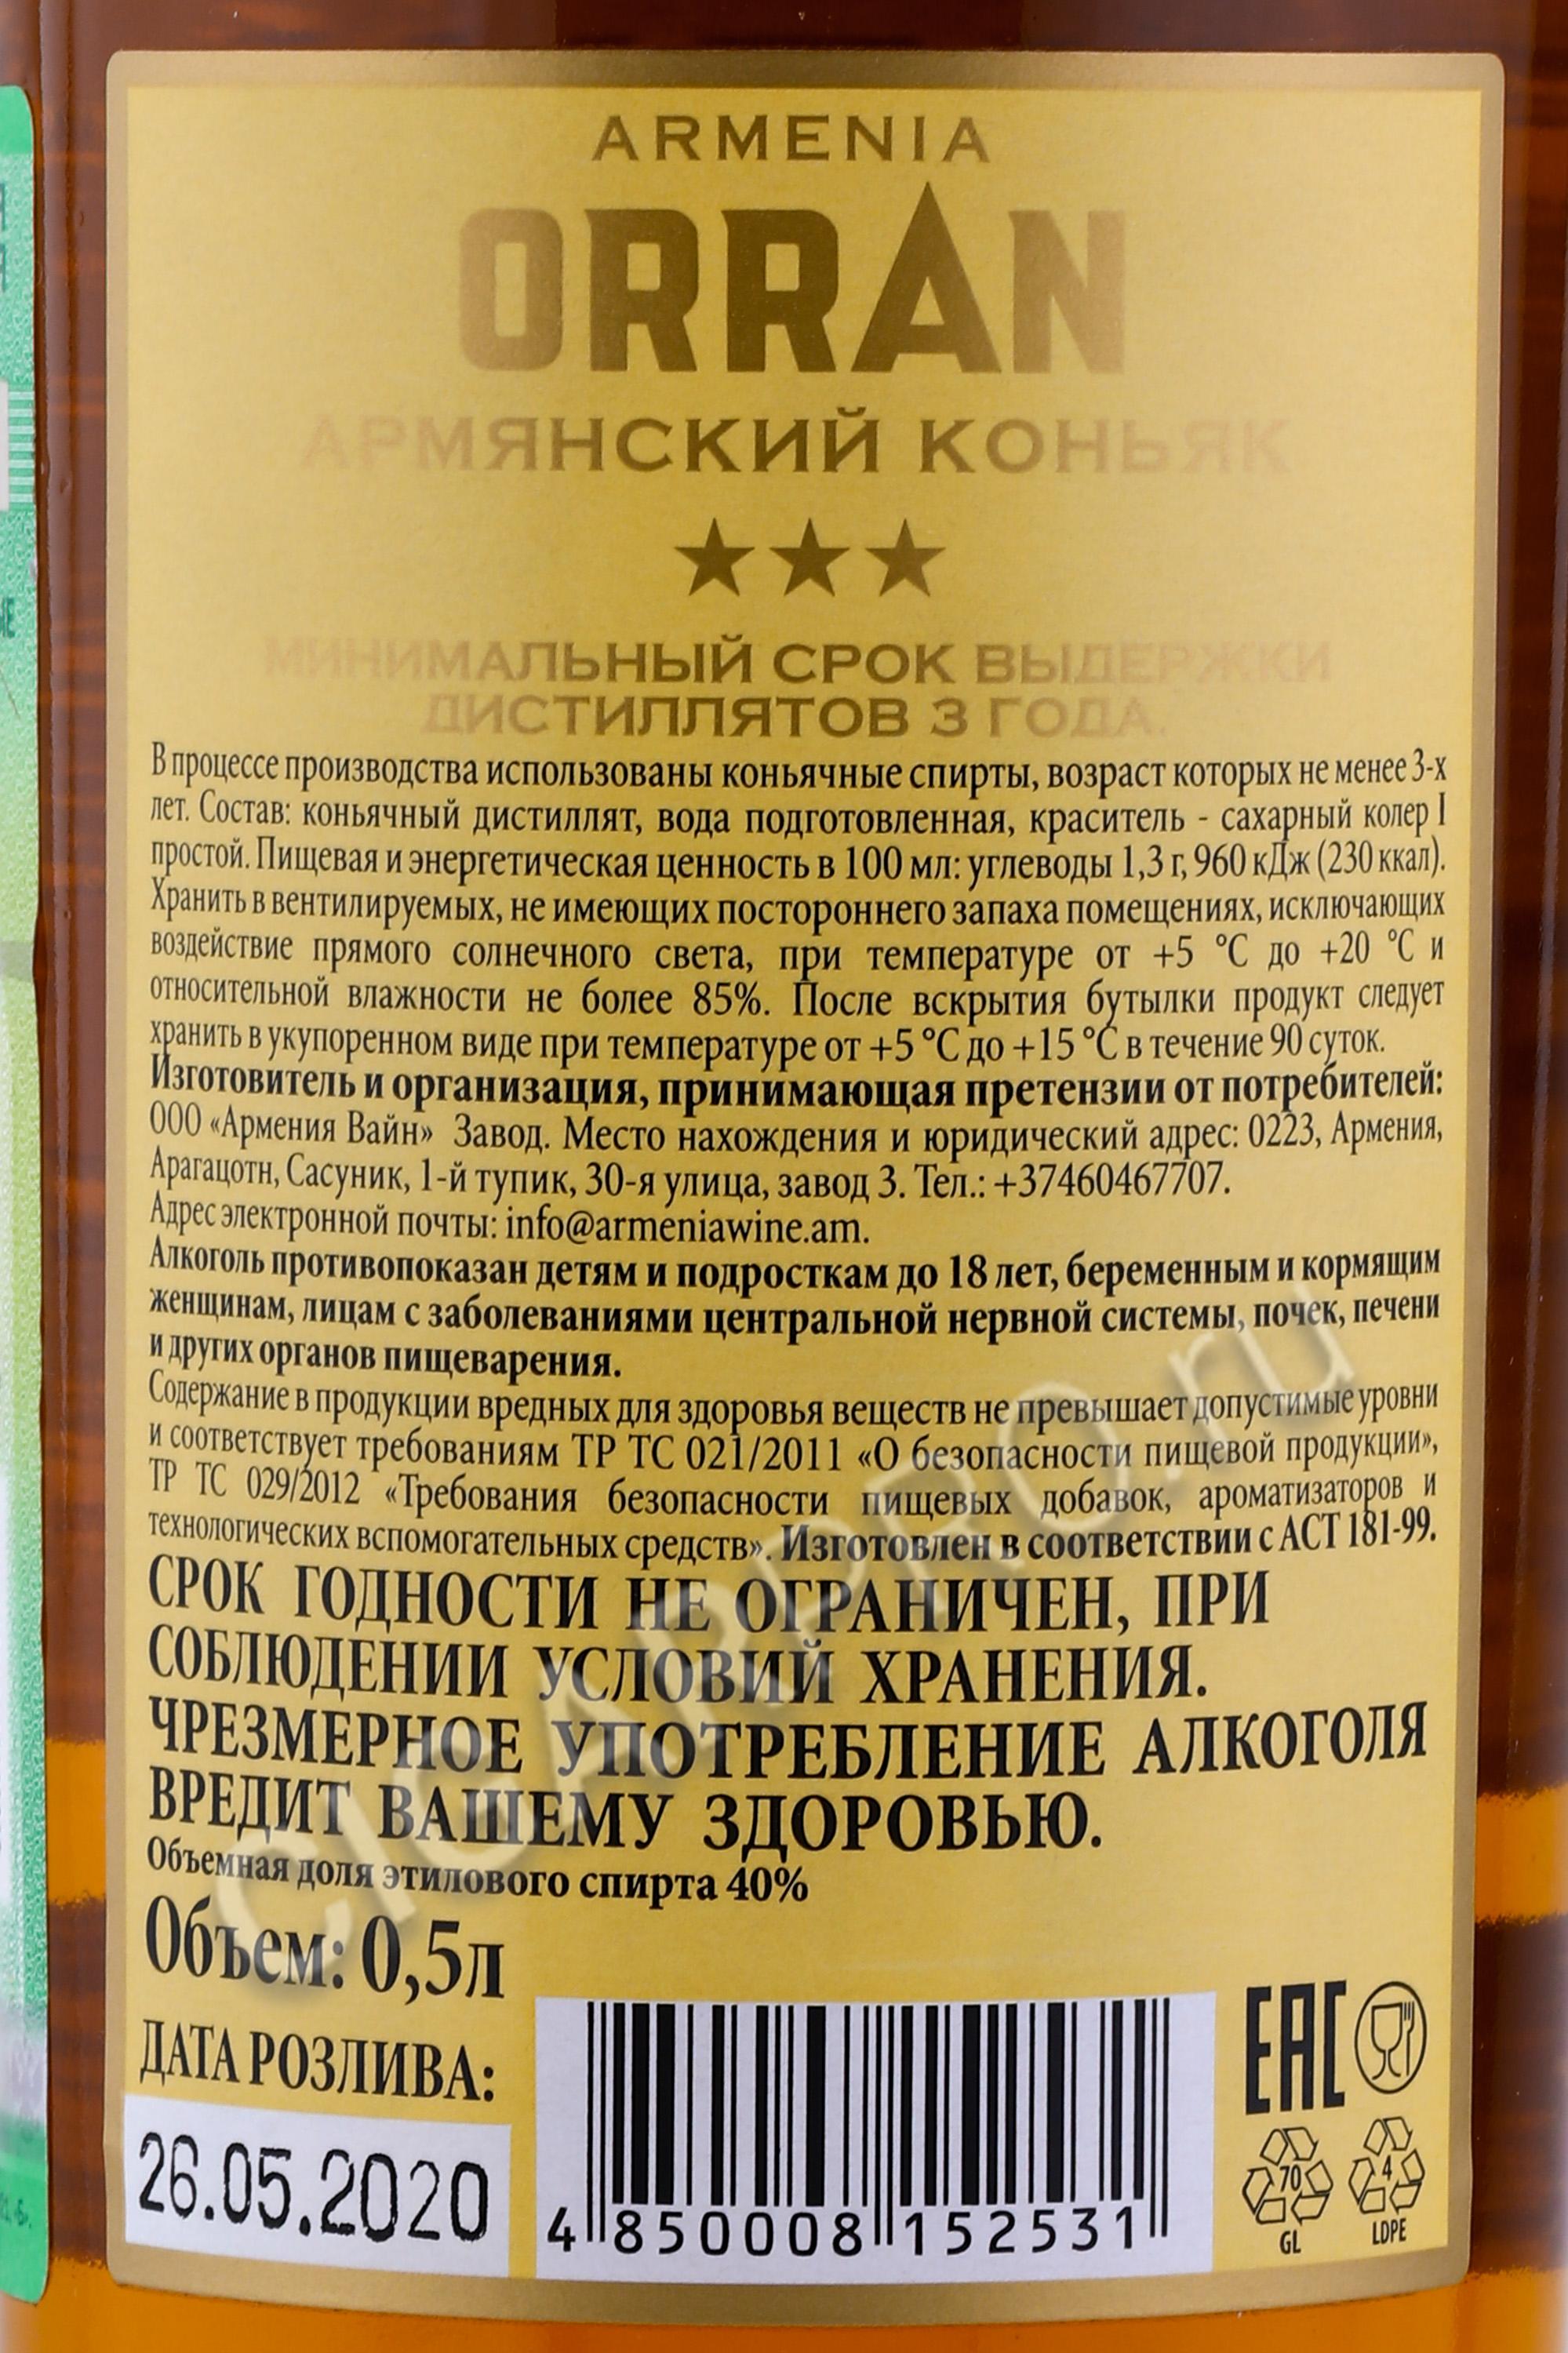 ARMENIA
ORRAN
АРМЯНСКИЙ КОНЬЯК
★★★
МИНИМАЛЬНЫЙ СРОК ВЫДЕРЖКИ
ДИСТИЛЛЯТОВ 3 ГОДА.
В процессе производства использованы коньячные спирты, возраст которых не менее 3-х
лет. Состав: коньячный дистиллят, вода подготовленная, краситель - сахарный колер I
простой. Пищевая и энергетическая ценность в 100 мл: углеводы 1,3 г, 960 кДж (230 ккал).
Хранить в вентилируемых, не имеющих постороннего запаха помещениях, исключающих
воздействие прямого солнечного света, при температуре от +5 °C до +20 °C и
относительной влажности не более 85%. После вскрытия бутылки продукт следует
хранить в укупоренном виде при температуре от +5 °C до +15 °C в течение 90 суток.
Изготовитель и организация, принимающая претензии от потребителей:
ООО «Армения Вайн» Завод. Место нахождения и юридический адрес: 0223, Армения,
Арагацотн, Сасуник, 1-й тупик, 30-я улица, завод 3. Тел.: +37460467707.
Адрес электронной почты: info@armeniawine.am.
Алкоголь противопоказан детям и подросткам до 18 лет, беременным и кормящим
женщинам, лицам с заболеваниями центральной нервной системы, почек, печени
и других органов пищеварения.
Содержание в продукции вредных для здоровья веществ не превышает допустимые уровни
и соответствует требованиям ТР ТС 021/2011 «О безопасности пищевой продукции»,
ТР ТС 029/2012 «Требования безопасности пищевых добавок, ароматизаторов и
технологических вспомогательных средств». Изготовлен в соответствии с АСТ 181-99.
СРОК ГОДНОСТИ НЕ ОГРАНИЧЕН, ПРИ
СОБЛЮДЕНИИ УСЛОВИЙ ХРАНЕНИЯ.
ЧРЕЗМЕРНОЕ УПОТРЕБЛЕНИЕ АЛКОГОЛЯ
ВРЕДИТ ВАШЕМУ ЗДОРОВЬЮ.
Объемная доля этилового спирта 40%
Объем: 0,5л
ДАТА РОЗЛИВА:
26.05.2020
4 850008 152531
EAC
70
GL
4
LDPE